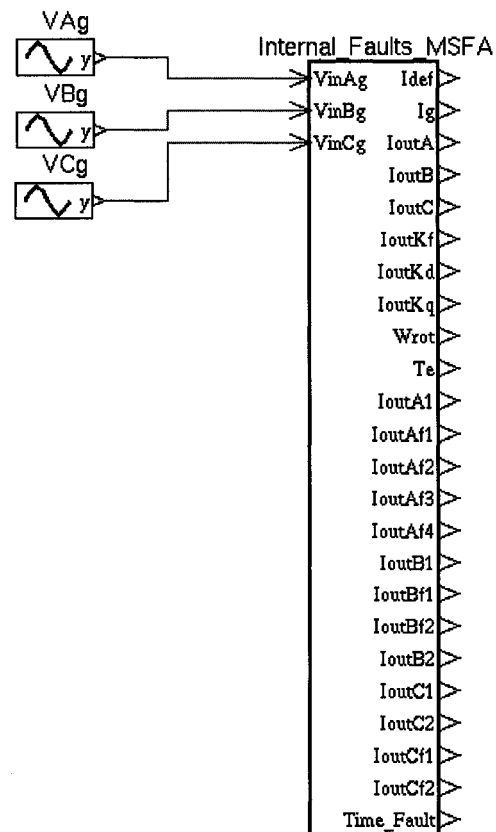 VAg
y
VBg
y
VCg
y
Internal_Faults_MSFA
VinAg Idef
VinBg Ig
VinCg IoutA
IoutB
IoutC
IoutKf
IoutKd
IoutKq
Wrot
Te
IoutA1
IoutAf1
IoutAf2
IoutAf3
IoutAf4
IoutB1
IoutBf1
IoutBf2
IoutB2
IoutC1
IoutC2
IoutCf1
IoutCf2
Time_Fault